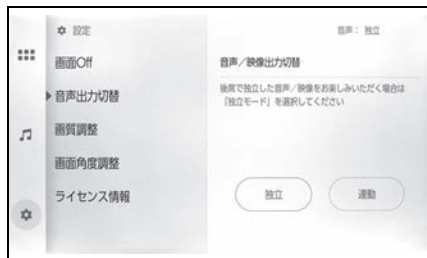 設定
音声： 独立
画面Off
音声出力切替
画質調整
画面角度調整
ライセンス情報
音声／映像出力切替
後席で独立した音声／映像をお楽しみいただく場合は
「独立モード」を選択してください
独立
連動